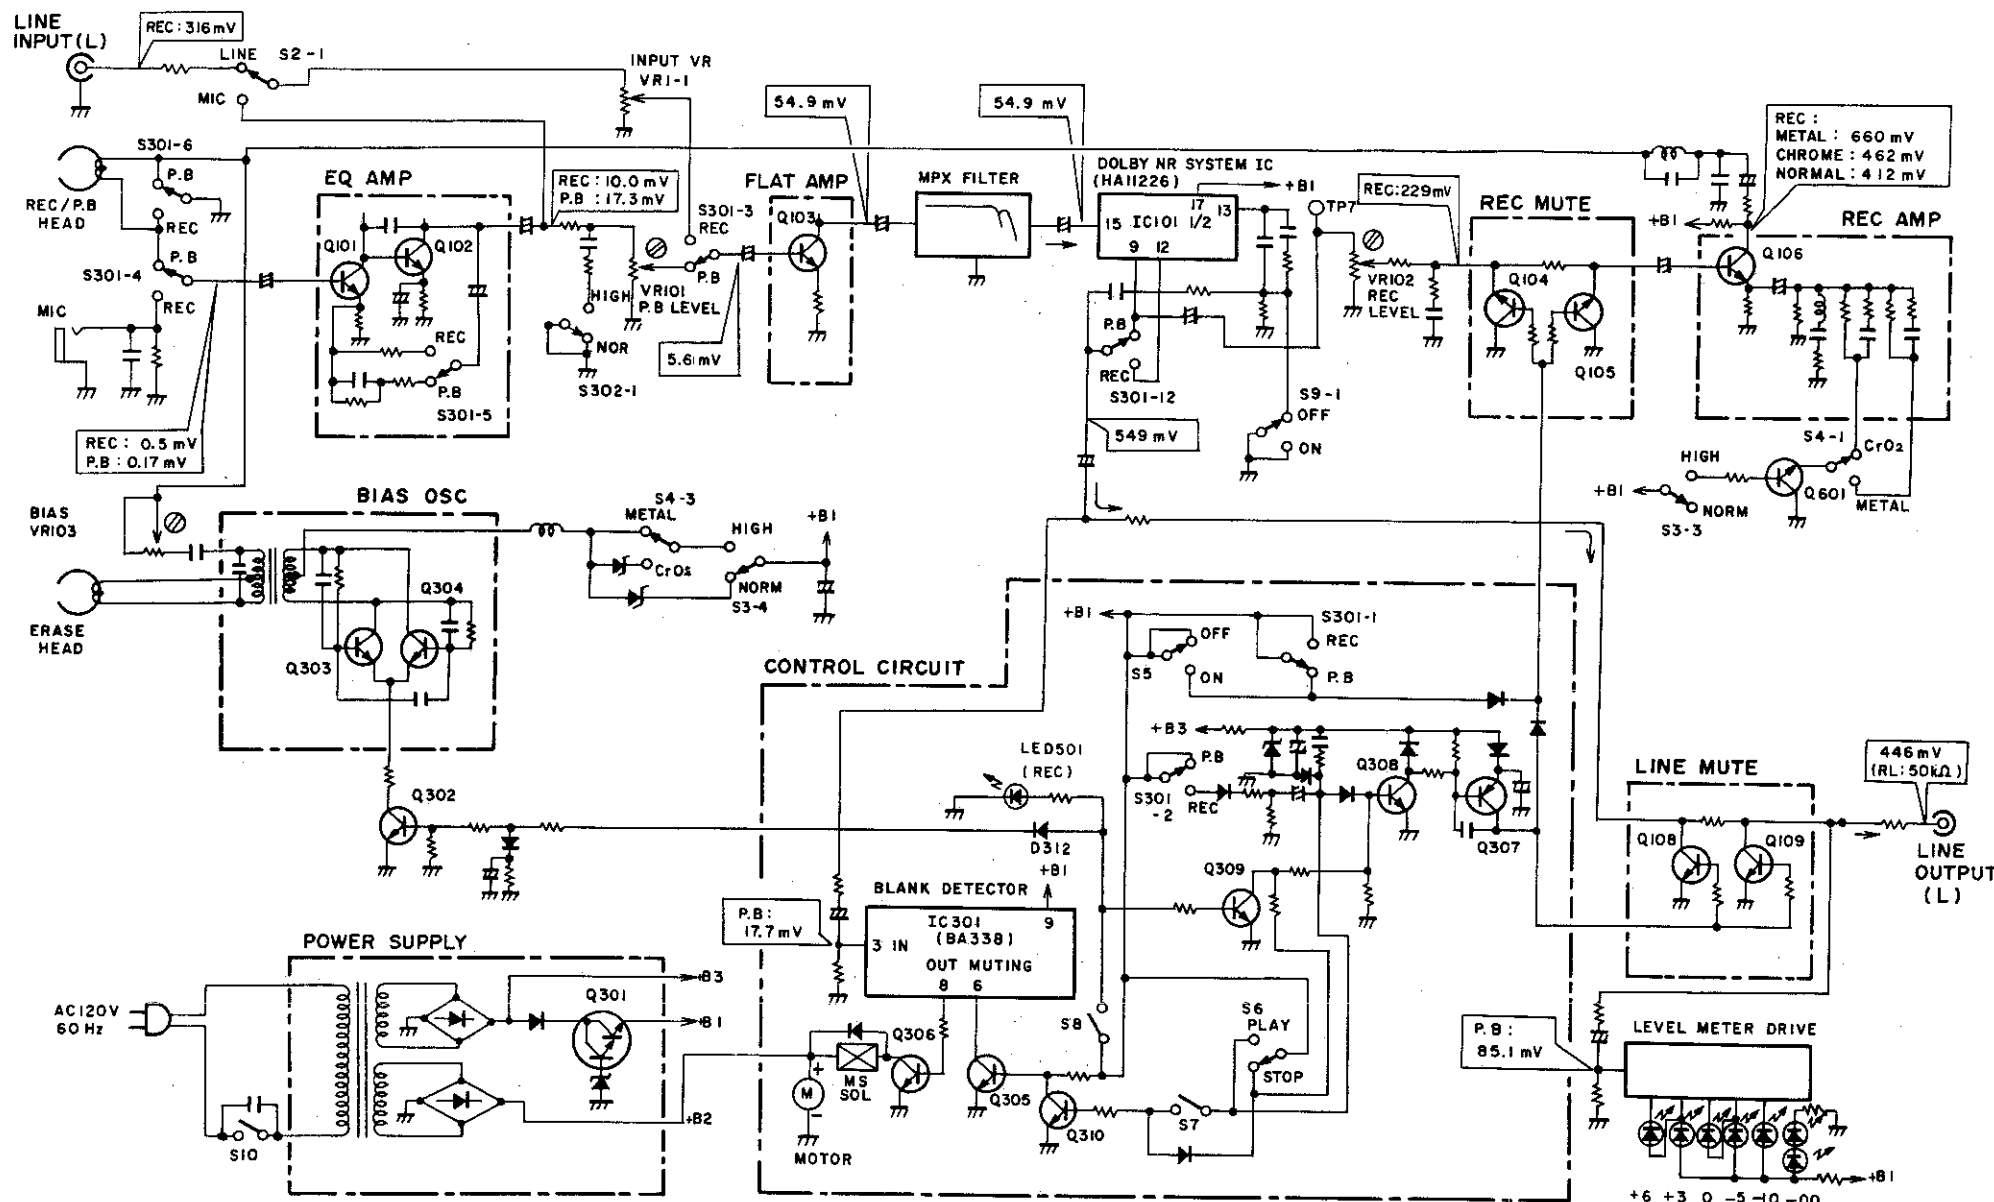 LINE
INPUT(L)
REC:316mV
LINE
S2-1
MIC
INPUT VR
VR1-1
54.9mV
54.9 mV
REC :
METAL : 660 mV
CHROME : 462 mV
NORMAL : 412 mV
S301-6
P.B
REC
REC/P.B
HEAD
P.B
S301-4
REC
MIC
EQ AMP
Q101
Q102
REC
P.B
S301-5
REC : 10.0 mV
P.B : 17.3 mV
HIGH
NOR
S302-1
VR101
P.B LEVEL
S301-3
REC
P.B
5.61mV
FLAT AMP
Q103
MPX FILTER
DOLBY NR SYSTEM IC
(HA11226)
+B1
17
13
15
IC101
1/2
9
12
TP7
REC:229mV
VR102
REC
LEVEL
P.B
REC
S301-12
S9-1
OFF
ON
549 mV
REC MUTE
Q104
Q105
+B1
REC AMP
Q106
S4-1
CrO2
HIGH
+B1
NORM
S3-3
Q601
METAL
REC : 0.5 mV
P.B : 0.17 mV
BIAS
VR103
BIAS OSC
Q304
Q303
ERASE
HEAD
S4-3
METAL
HIGH
+B1
CrO2
NORM
S3-4
Q302
CONTROL CIRCUIT
+B1
S301-1
OFF
REC
S5
ON
P.B
LED501
(REC)
+B3
P.B
S301
-2
REC
Q308
Q307
D312
+B1
Q309
BLANK DETECTOR
P.B :
17.7 mV
IC301
(BA338)
9
3 IN
OUT MUTING
8
6
S8
S6
PLAY
STOP
Q306
MS
SOL
+
M
−
MOTOR
Q305
Q310
S7
LINE MUTE
446mV
(RL:50kΩ)
Q108
Q109
LINE
OUTPUT
(L)
POWER SUPPLY
AC120V
60Hz
S10
Q301
+B3
+B1
+B2
P.B :
85.1 mV
LEVEL METER DRIVE
+B1
+6 +3 0 -5 -10 -00